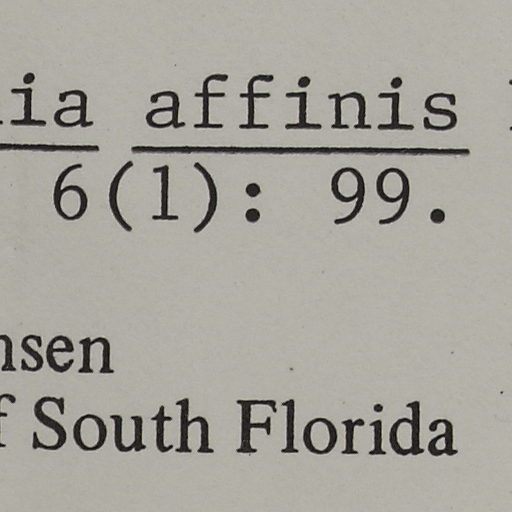 ia affinis
6(1): 99.
nsen
f South Florida